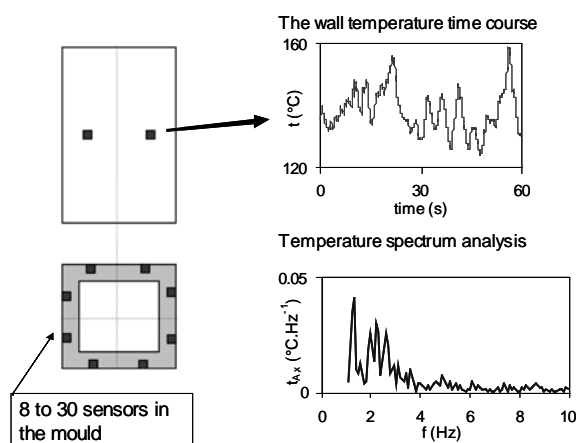 The wall temperature time course
160
t (°C)
120
0 30 60
time (s)
Temperature spectrum analysis
0.05
t_Ax (°C.Hz⁻¹)
0
0 2 4 6 8 10
f (Hz)
8 to 30 sensors in
the mould